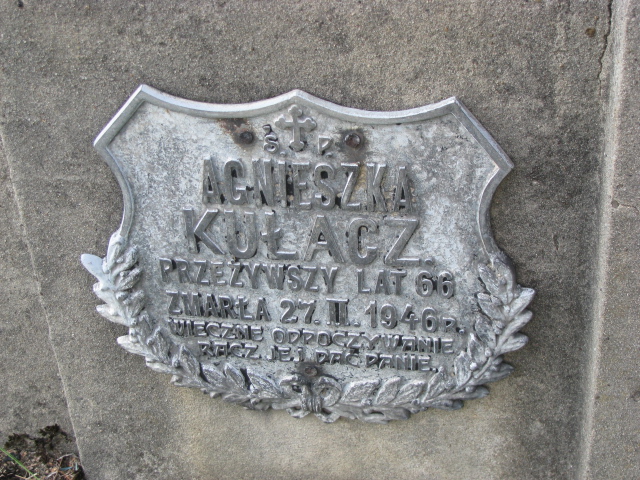 Ś P.
AGNIESZKA
KUŁACZ.
PRZEŻYWSZY LAT 66
ZMARŁA 27. II. 1946 R.
WIECZNE ODPOCZYWANIE
RACZ JEJ DAĆ PANIE.